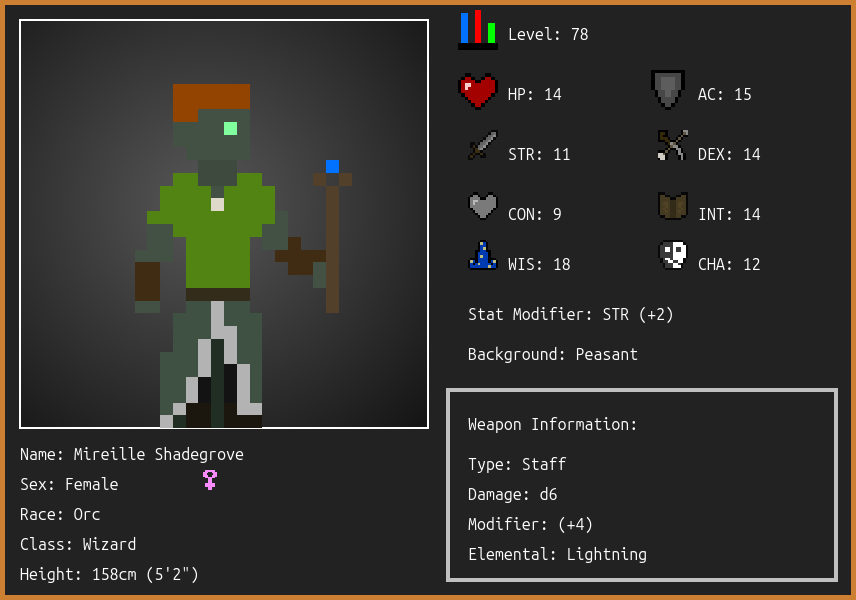 Level: 78
HP: 14
AC: 15
STR: 11
DEX: 14
CON: 9
INT: 14
WIS: 18
CHA: 12
Stat Modifier: STR (+2)
Background: Peasant
Weapon Information:
Type: Staff
Damage: d6
Modifier: (+4)
Elemental: Lightning
Name: Mireille Shadegrove
Sex: Female
Race: Orc
Class: Wizard
Height: 158cm (5'2")